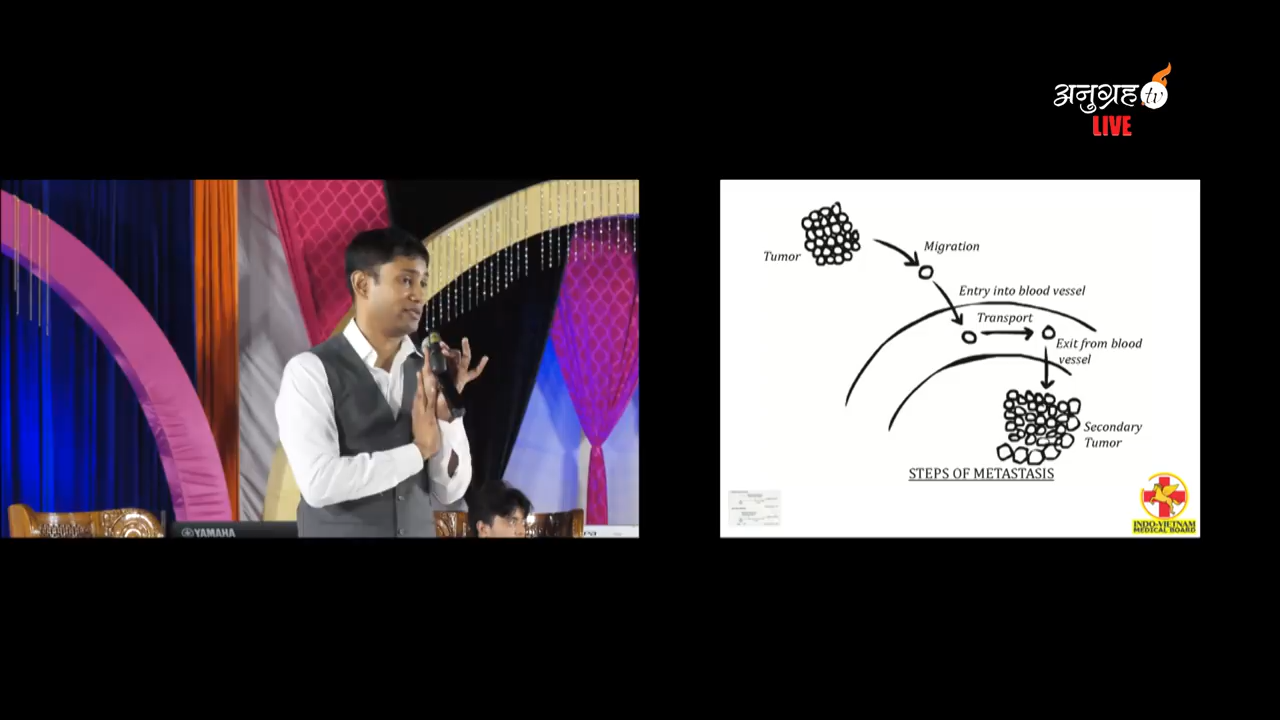 अनुग्रह tv
LIVE
Tumor
Migration
Entry into blood vessel
Transport
Exit from blood
vessel
Secondary
Tumor
STEPS OF METASTASIS
INDO-VIETNAM
MEDICAL BOARD
YAMAHA